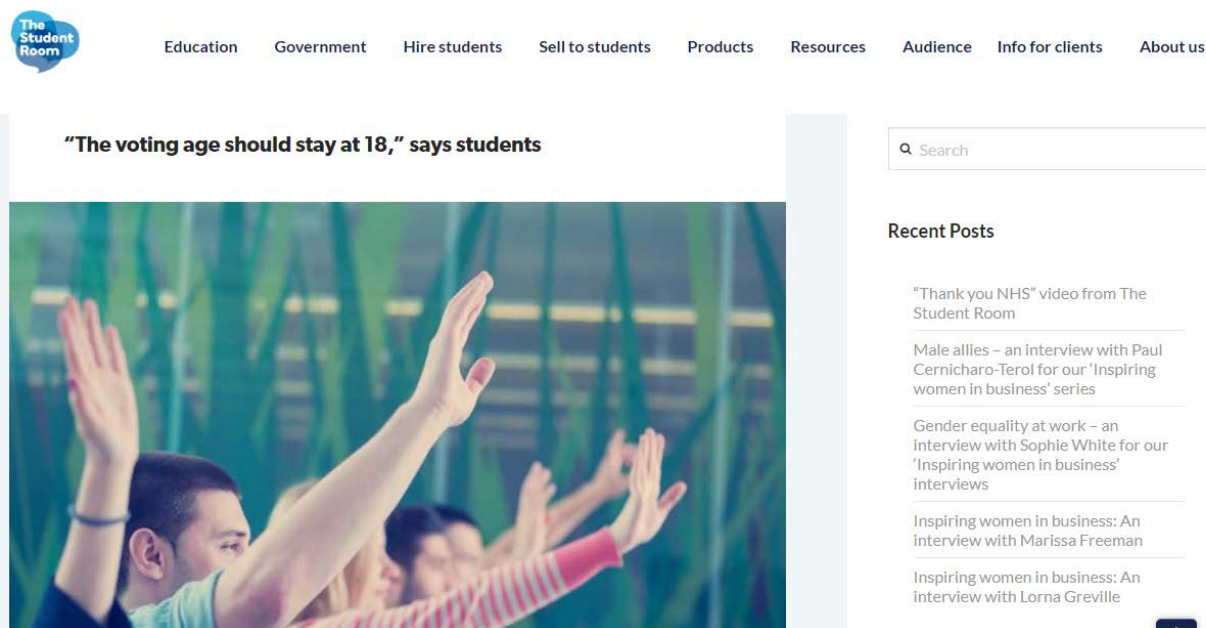 The
Student
Room
Education Government Hire students Sell to students Products Resources Audience Info for clients About us
“The voting age should stay at 18,” says students
Search
Recent Posts
“Thank you NHS” video from The
Student Room
Male allies – an interview with Paul
Cernicharo-Terol for our ‘Inspiring
women in business’ series
Gender equality at work – an
interview with Sophie White for our
‘Inspiring women in business’
interviews
Inspiring women in business: An
interview with Marissa Freeman
Inspiring women in business: An
interview with Lorna Greville